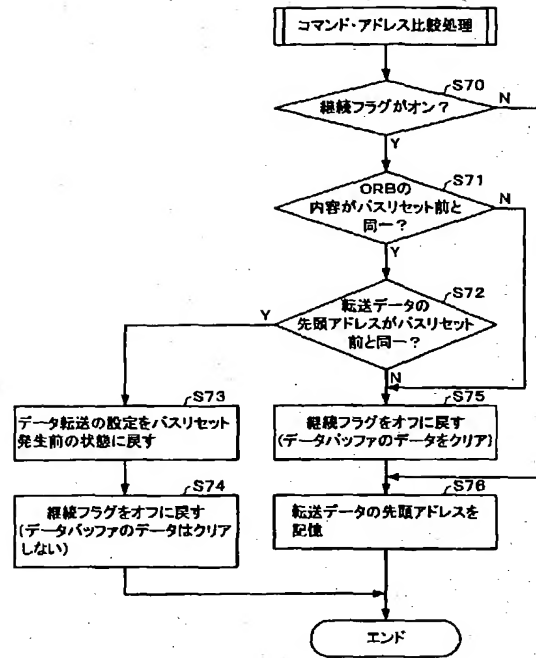 コマンド・アドレス比較処理
S70
継続フラグがオン？
N
Y
S71
ORBの
内容がバスリセット前と
同一？
N
Y
S72
転送データの
先頭アドレスがバスリセット
前と同一？
Y
N
S73
データ転送の設定をバスリセット
発生前の状態に戻す
S75
継続フラグをオフに戻す
(データバッファのデータをクリア)
S74
継続フラグをオフに戻す
(データバッファのデータはクリア
しない)
S76
転送データの先頭アドレスを
記憶
エンド